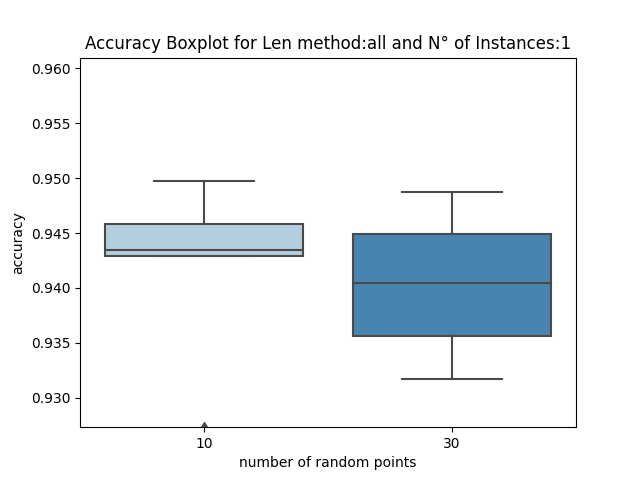 Accuracy Boxplot for Len method:all and N° of Instances:1
0.960
0.955
0.950
0.945
0.940
0.935
0.930
accuracy
10 30
number of random points